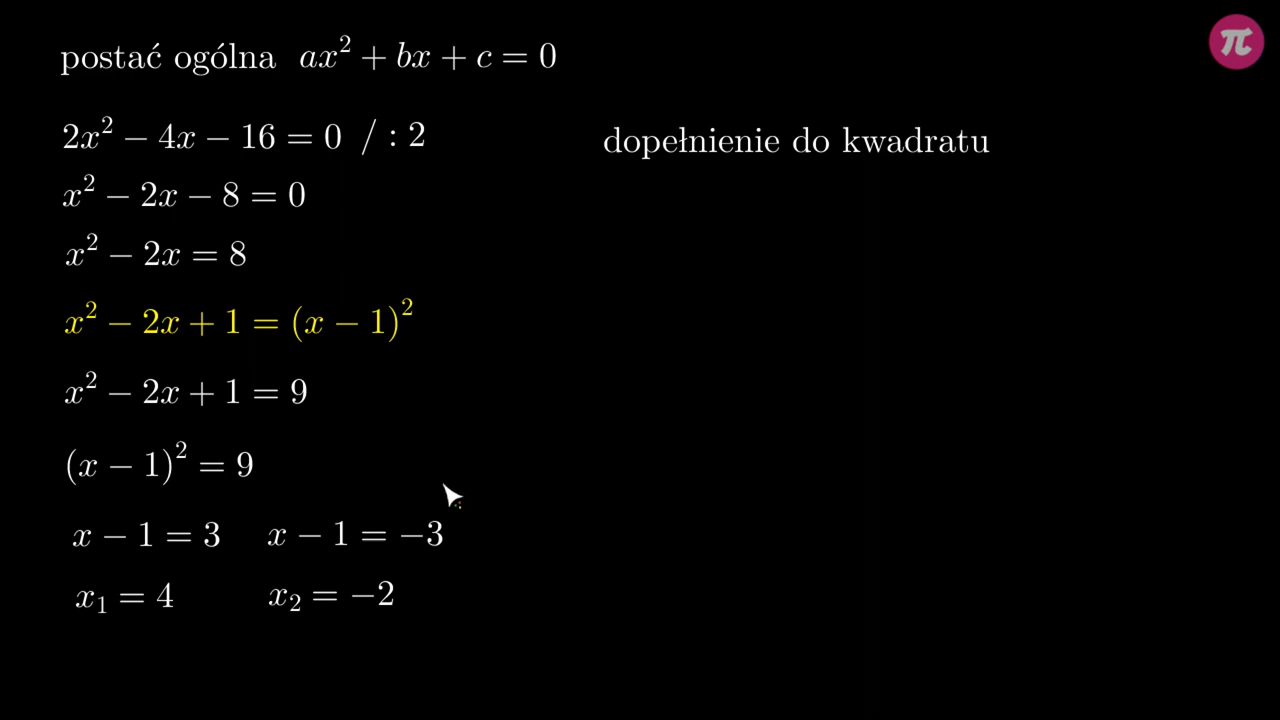 postać ogólna ax² + bx + c = 0
2x² − 4x − 16 = 0 / : 2
dopełnienie do kwadratu
x² − 2x − 8 = 0
x² − 2x = 8
x² − 2x + 1 = (x − 1)²
x² − 2x + 1 = 9
(x − 1)² = 9
x − 1 = 3 x − 1 = −3
x₁ = 4 x₂ = −2
π